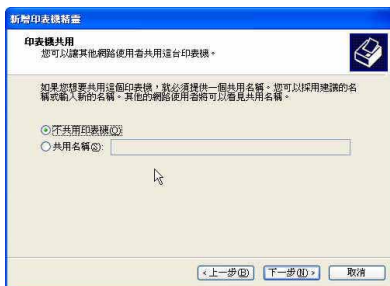 新增印表機精靈
印表機共用
您可以讓其他網路使用者共用這台印表機。
如果您想要共用這個印表機，就必須提供一個共用名稱。您可以採用建議的名
稱或輸入新的名稱。其他的網路使用者將可以看見共用名稱。
不共用印表機(O)
共用名稱(S):
<上一步(B)
下一步(N)>
取消